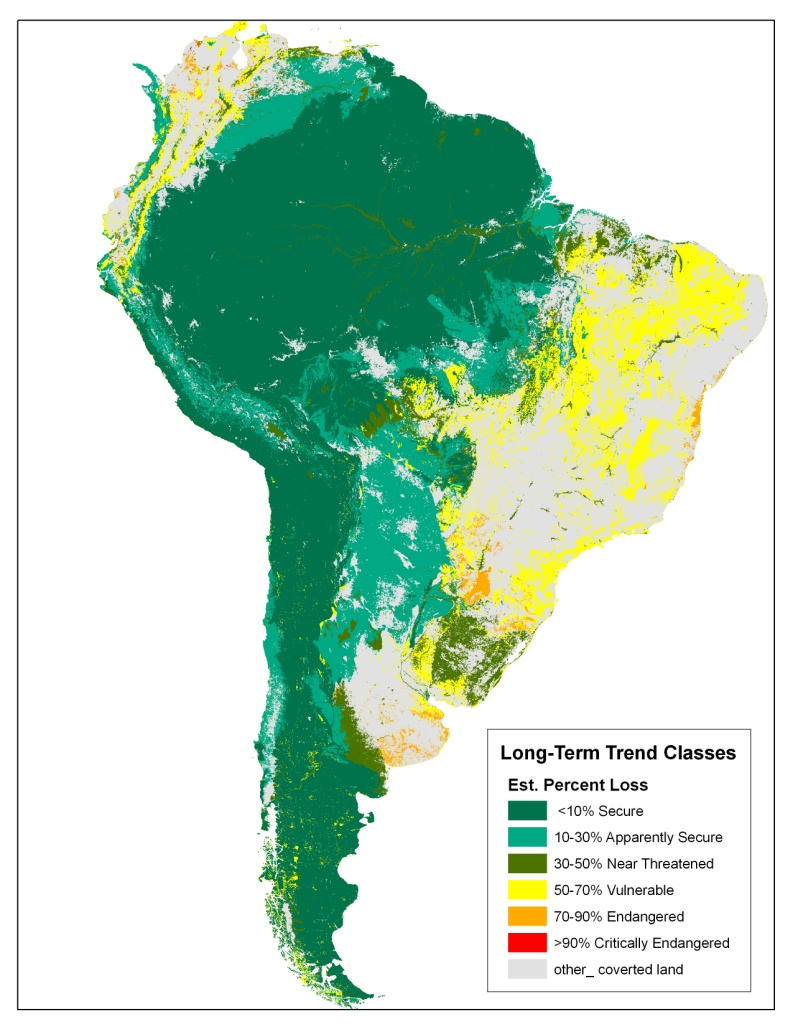 Long-Term Trend Classes
Est. Percent Loss
<10% Secure
10-30% Apparently Secure
30-50% Near Threatened
50-70% Vulnerable
70-90% Endangered
>90% Critically Endangered
other_ coverted land